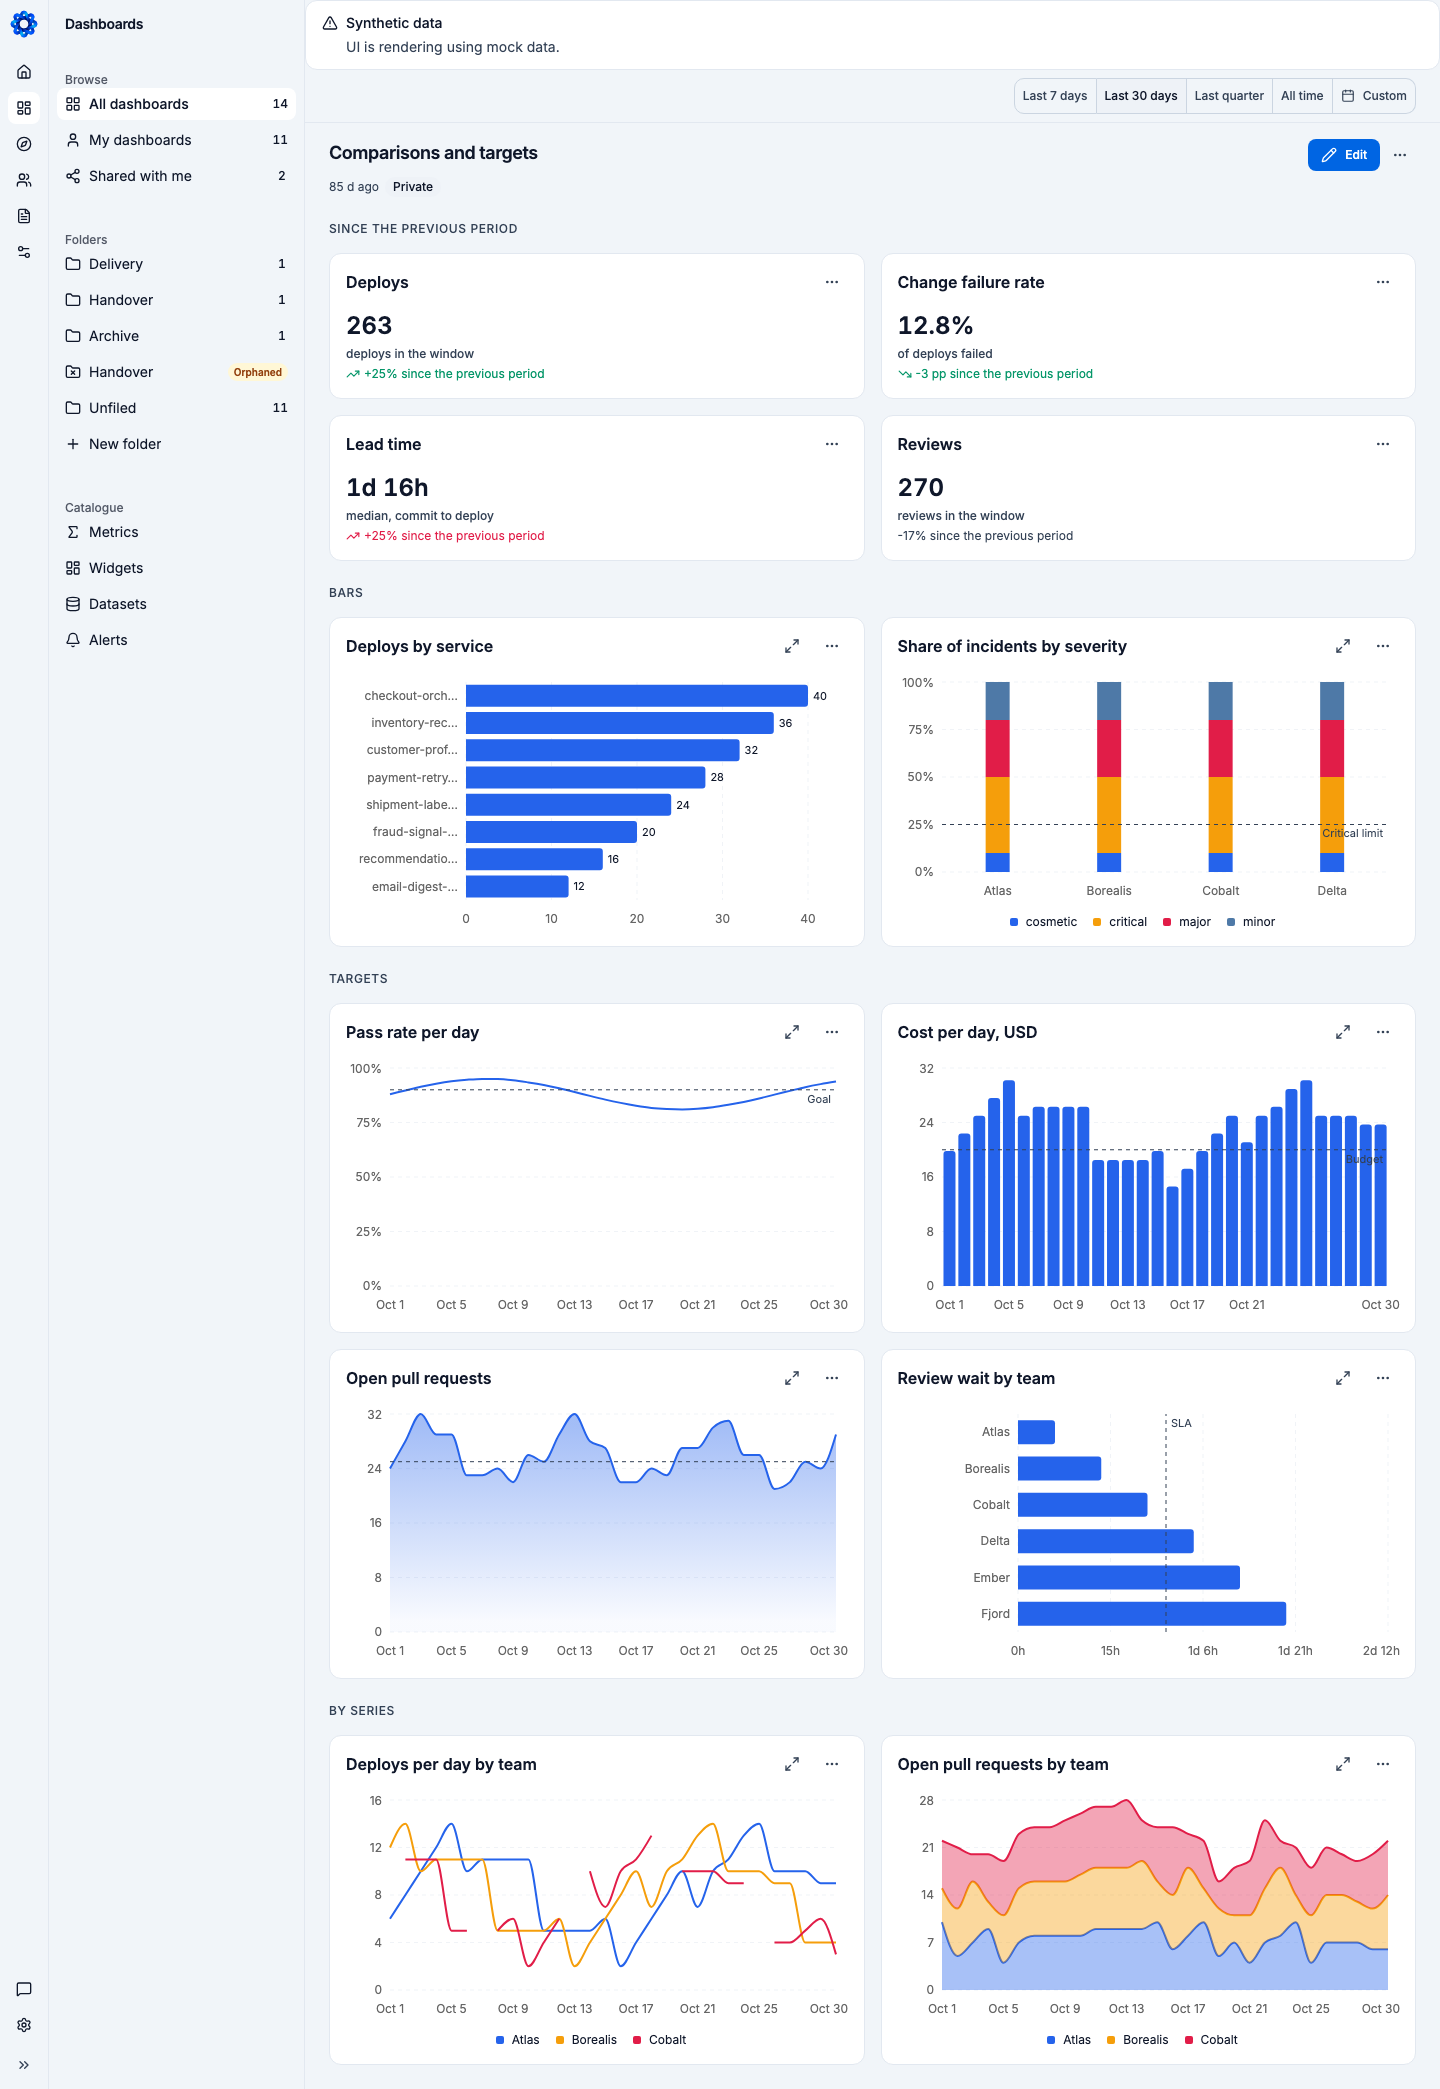 Dashboards
Browse
All dashboards 14
My dashboards 11
Shared with me 2
Folders
Delivery 1
Handover 1
Archive 1
Handover Orphaned
Unfiled 11
New folder
Catalogue
Metrics
Widgets
Datasets
Alerts
Synthetic data
UI is rendering using mock data.
Last 7 days Last 30 days Last quarter All time Custom
Comparisons and targets
Edit
85 d ago Private
SINCE THE PREVIOUS PERIOD
Deploys
263
deploys in the window
+25% since the previous period
Change failure rate
12.8%
of deploys failed
-3 pp since the previous period
Lead time
1d 16h
median, commit to deploy
+25% since the previous period
Reviews
270
reviews in the window
-17% since the previous period
BARS
Deploys by service
checkout-orch... 40
inventory-rec... 36
customer-prof... 32
payment-retry... 28
shipment-labe... 24
fraud-signal-... 20
recommendatio... 16
email-digest-... 12
0 10 20 30 40
Share of incidents by severity
100%
75%
50%
25%
Critical limit
0%
Atlas Borealis Cobalt Delta
cosmetic critical major minor
TARGETS
Pass rate per day
100%
Goal
75%
50%
25%
0%
Oct 1 Oct 5 Oct 9 Oct 13 Oct 17 Oct 21 Oct 25 Oct 30
Cost per day, USD
32
24
Budget
16
8
0
Oct 1 Oct 5 Oct 9 Oct 13 Oct 17 Oct 21 Oct 30
Open pull requests
32
24
16
8
0
Oct 1 Oct 5 Oct 9 Oct 13 Oct 17 Oct 21 Oct 25 Oct 30
Review wait by team
SLA
Atlas
Borealis
Cobalt
Delta
Ember
Fjord
0h 15h 1d 6h 1d 21h 2d 12h
BY SERIES
Deploys per day by team
16
12
8
4
0
Oct 1 Oct 5 Oct 9 Oct 13 Oct 17 Oct 21 Oct 25 Oct 30
Atlas Borealis Cobalt
Open pull requests by team
28
21
14
7
0
Oct 1 Oct 5 Oct 9 Oct 13 Oct 17 Oct 21 Oct 25 Oct 30
Atlas Borealis Cobalt